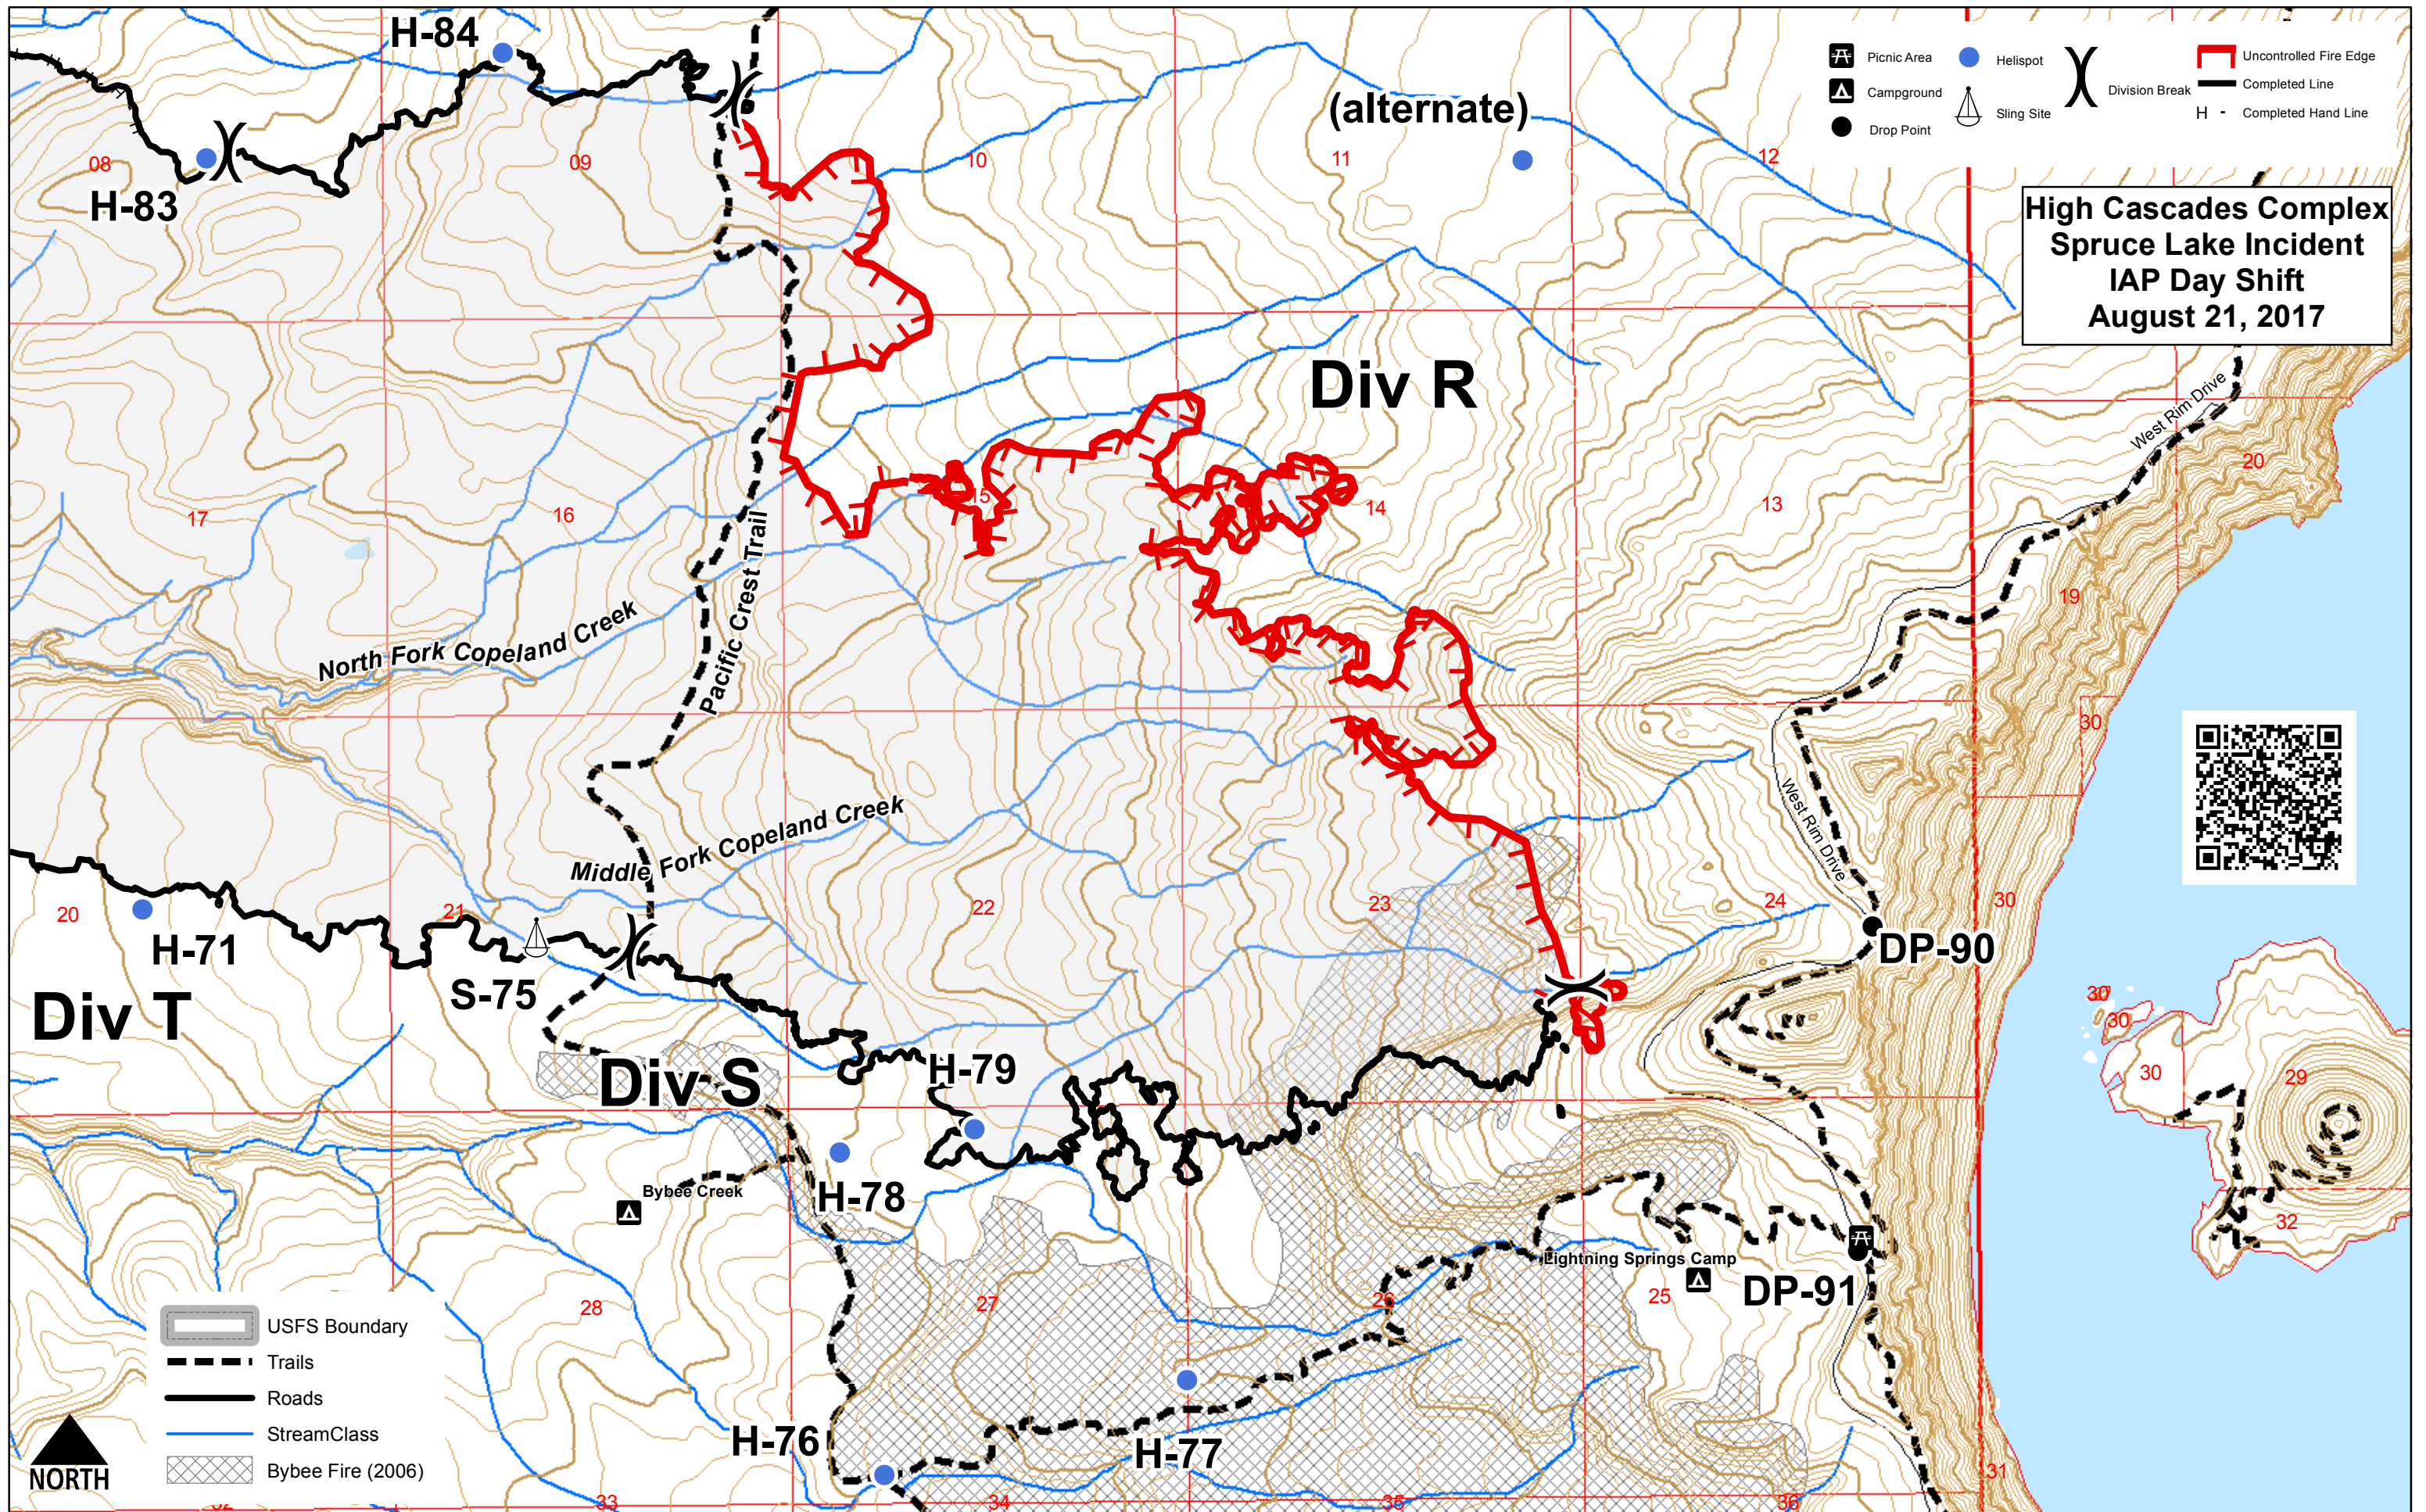 H-84
(alternate)
Picnic Area
Campground
Drop Point
Helispot
Sling Site
Division Break
Uncontrolled Fire Edge
Completed Line
H - Completed Hand Line
High Cascades Complex
Spruce Lake Incident
IAP Day Shift
August 21, 2017
08
09
10
11
12
H-83
Div R
West Rim Drive
20
17
16
15
14
13
19
Pacific Crest Trail
North Fork Copeland Creek
30
West Rim Drive
Middle Fork Copeland Creek
20
21
22
23
24
30
H-71
S-75
DP-90
Div T
30
30
30
29
Div S
H-79
H-78
Bybee Creek
32
Lightning Springs Camp
DP-91
28
27
26
25
USFS Boundary
Trails
Roads
StreamClass
Bybee Fire (2006)
NORTH
H-76
H-77
31
33
34
35
36